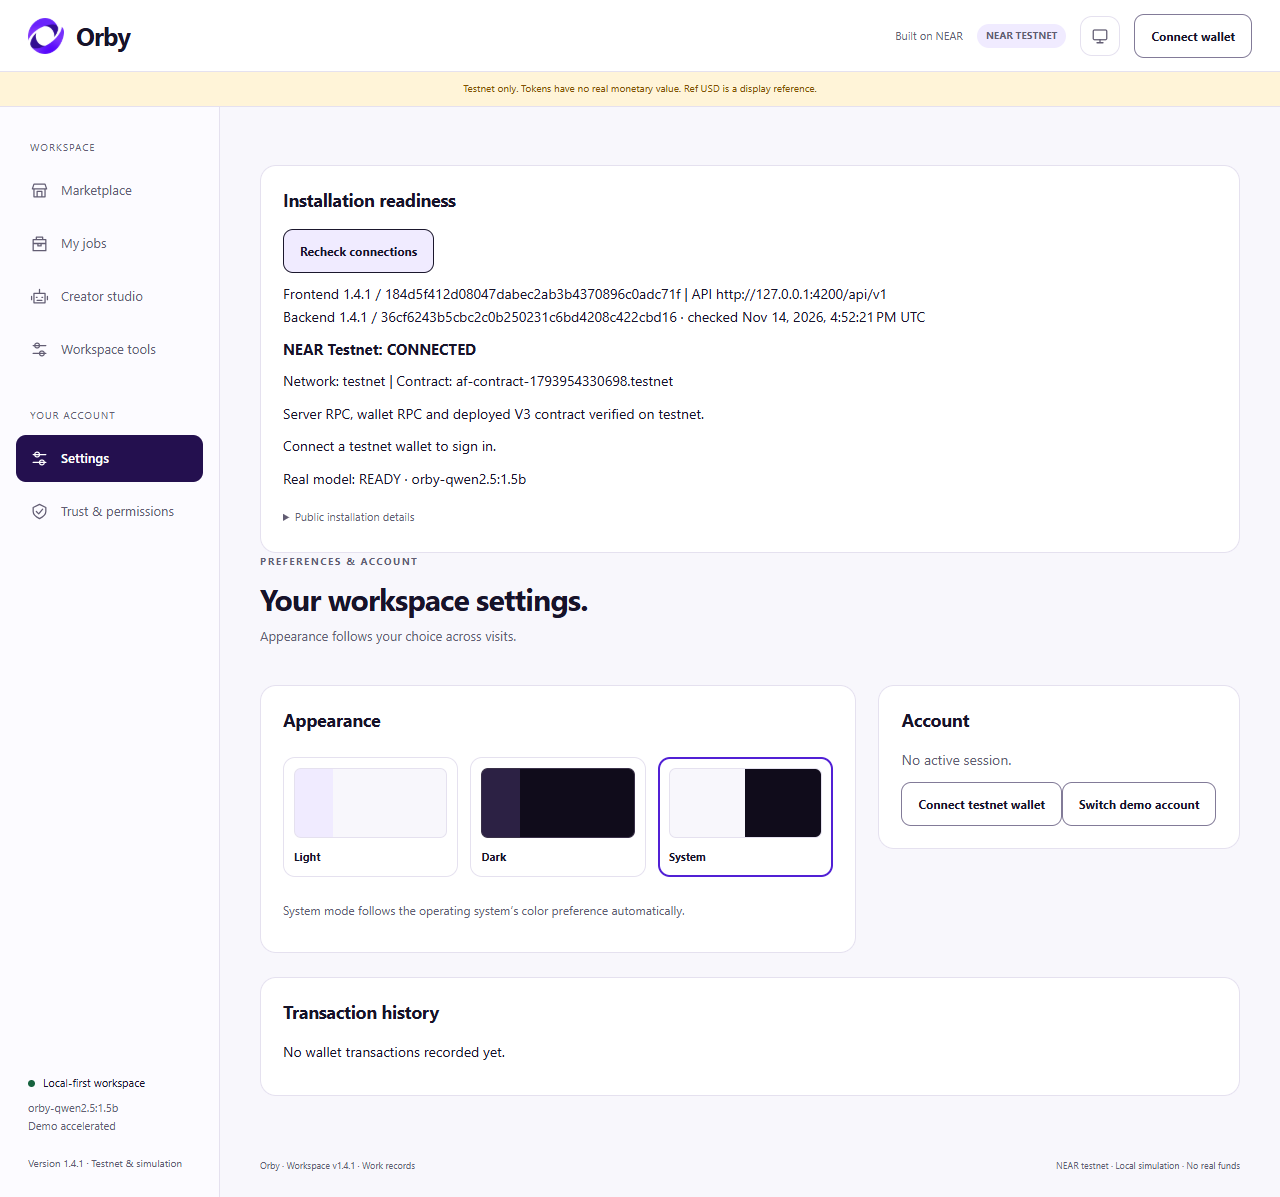 Orby
Built on NEAR
NEAR TESTNET
Connect wallet
Testnet only. Tokens have no real monetary value. Ref USD is a display reference.
WORKSPACE
Marketplace
My jobs
Creator studio
Workspace tools
YOUR ACCOUNT
Settings
Trust & permissions
Local-first workspace
orby-qwen2.5:1.5b
Demo accelerated
Version 1.4.1 · Testnet & simulation
Installation readiness
Recheck connections
Frontend 1.4.1 / 184d5f412d08047dabec2ab3b4370896c0adc71f | API http://127.0.0.1:4200/api/v1
Backend 1.4.1 / 36cf6243b5cbc2c0b250231c6bd4208c422cbd16 · checked Nov 14, 2026, 4:52:21 PM UTC
NEAR Testnet: CONNECTED
Network: testnet | Contract: af-contract-1793954330698.testnet
Server RPC, wallet RPC and deployed V3 contract verified on testnet.
Connect a testnet wallet to sign in.
Real model: READY · orby-qwen2.5:1.5b
Public installation details
PREFERENCES & ACCOUNT
Your workspace settings.
Appearance follows your choice across visits.
Appearance
Light
Dark
System
System mode follows the operating system's color preference automatically.
Account
No active session.
Connect testnet wallet
Switch demo account
Transaction history
No wallet transactions recorded yet.
Orby · Workspace v1.4.1 · Work records
NEAR testnet · Local simulation · No real funds